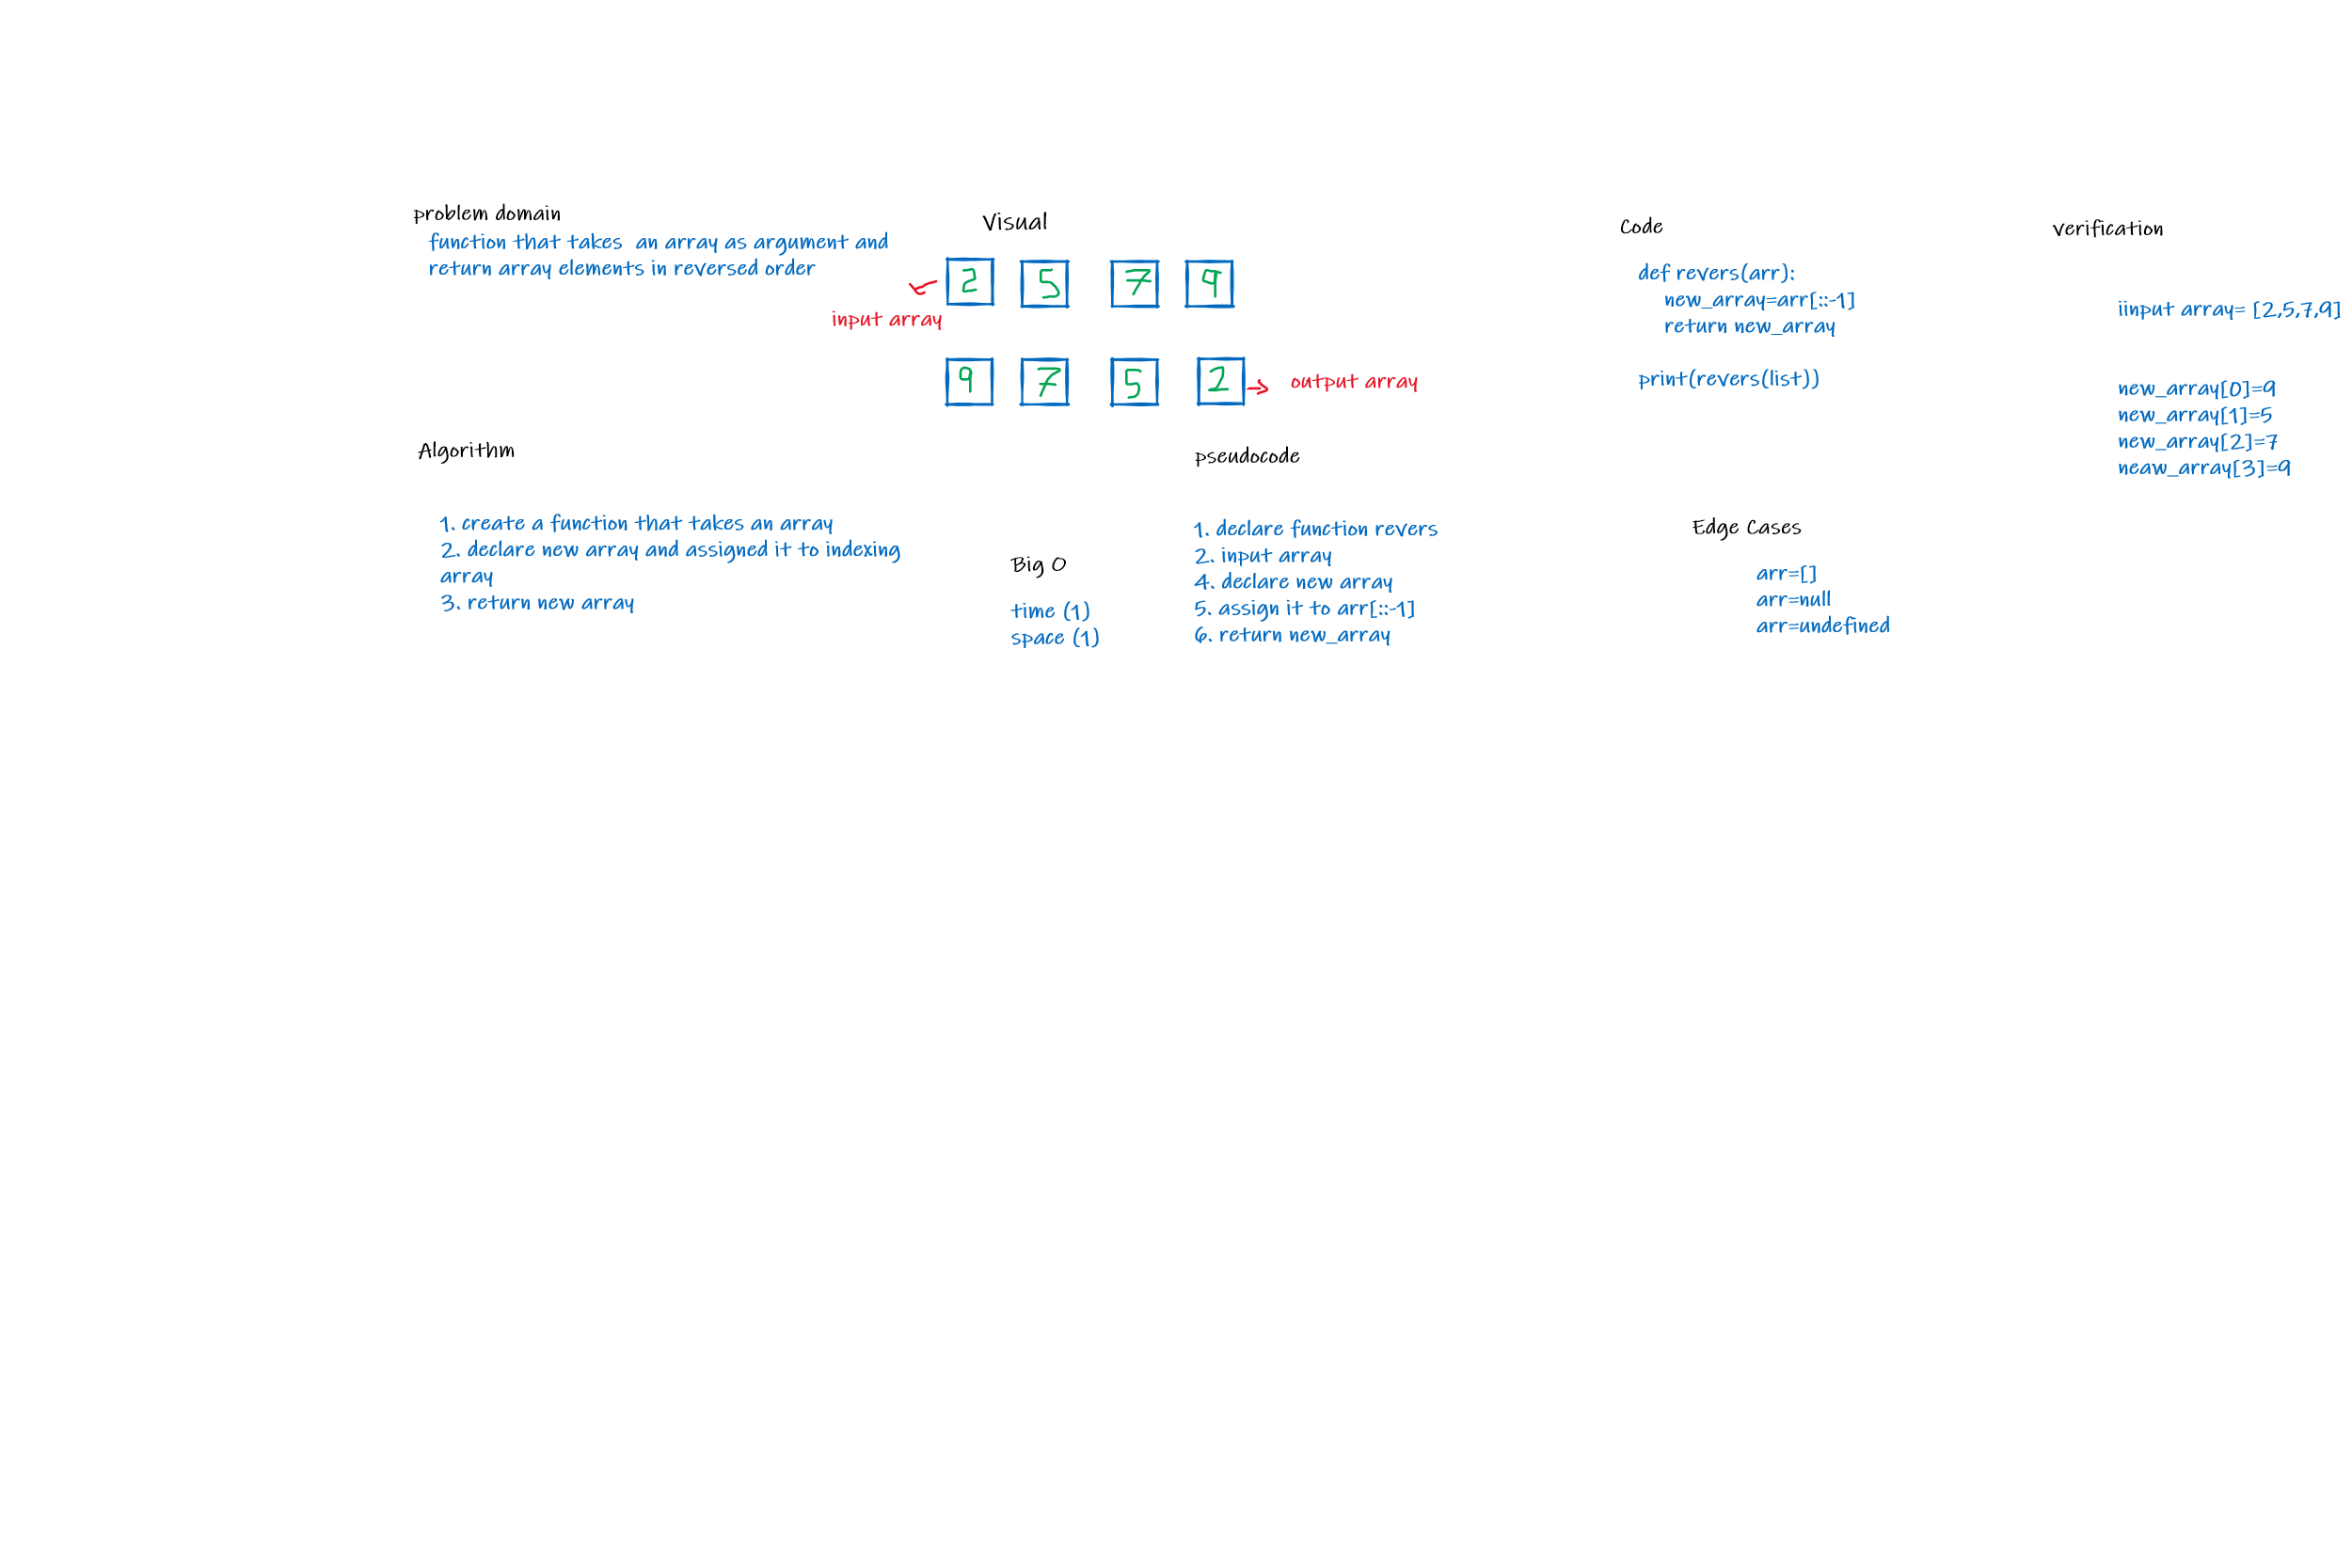 problem domain
function that takes  an array as argument and
return array elements in reversed order
Visual
2 5 7 9
input array
9 7 5 2
output array
Code
def revers(arr):
new_array=arr[::-1]
return new_array
print(revers(list))
verification
iinput array= [2,5,7,9]
new_array[0]=9
new_array[1]=5
new_array[2]=7
neaw_array[3]=9
Algorithm
1. create a function that takes an array
2. declare new array and assigned it to indexing
array
3. return new array
Big O
time (1)
space (1)
pseudocode
1. declare function revers
2. input array
4. declare new array
5. assign it to arr[::-1]
6. return new_array
Edge Cases
arr=[]
arr=null
arr=undefined